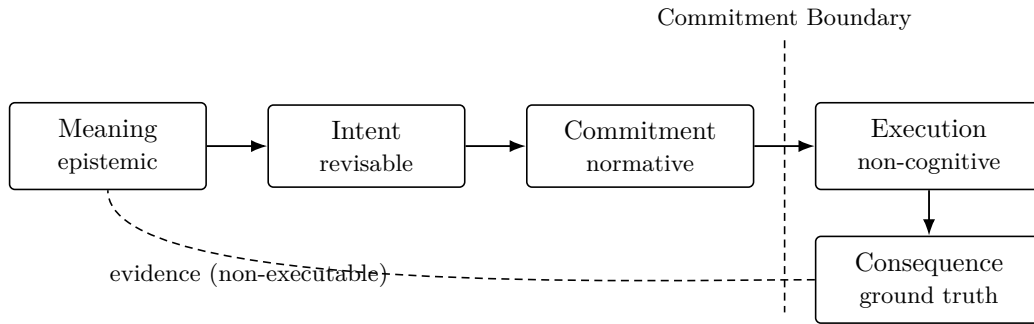 Commitment Boundary
Meaning
epistemic
Intent
revisable
Commitment
normative
Execution
non-cognitive
Consequence
ground truth
evidence (non-executable)